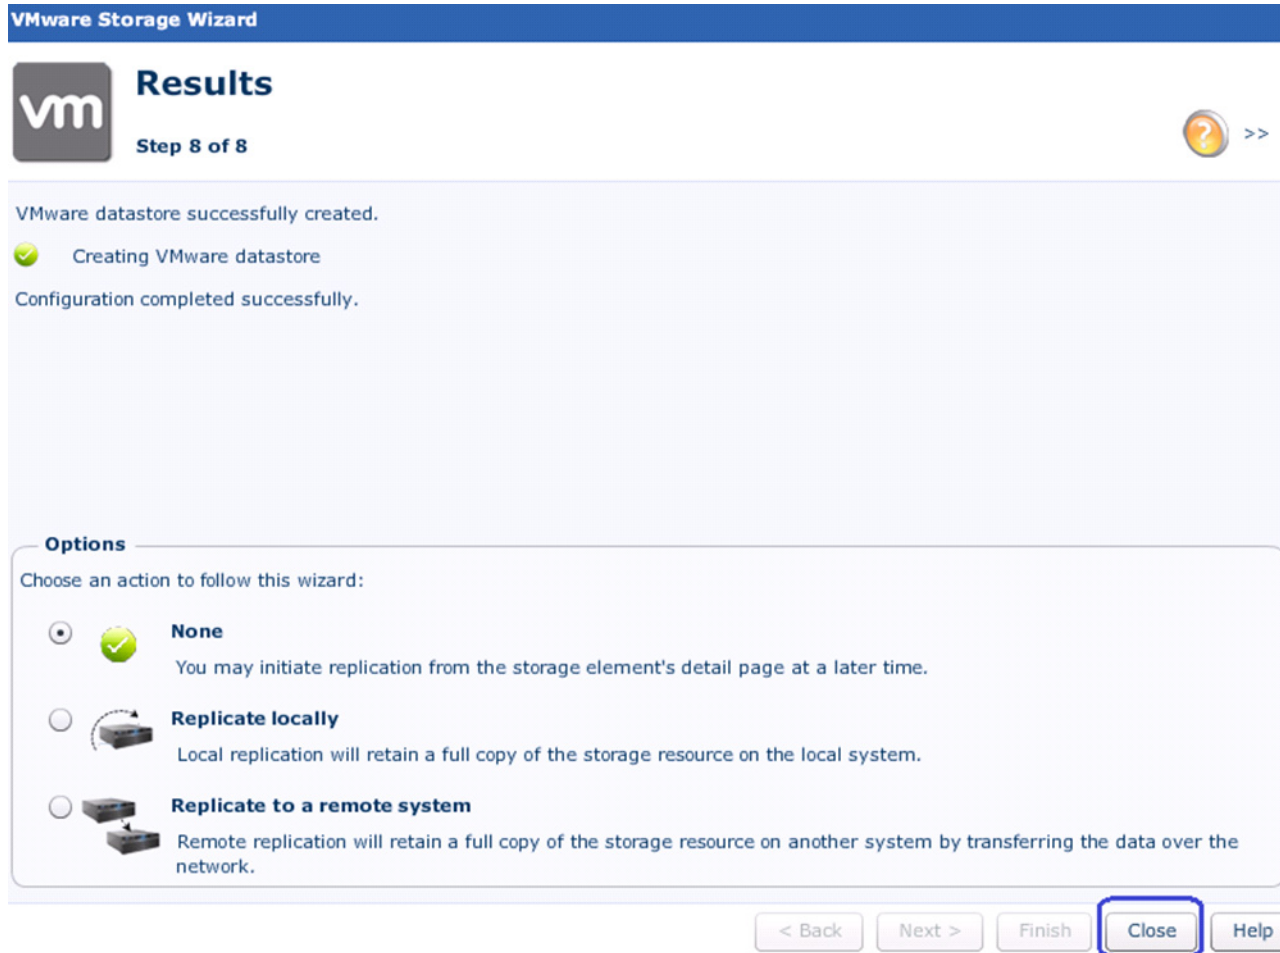 VMware Storage Wizard
vm
Results
Step 8 of 8
? >>
VMware datastore successfully created.
Creating VMware datastore
Configuration completed successfully.
Options
Choose an action to follow this wizard:
None
You may initiate replication from the storage element's detail page at a later time.
Replicate locally
Local replication will retain a full copy of the storage resource on the local system.
Replicate to a remote system
Remote replication will retain a full copy of the storage resource on another system by transferring the data over the
network.
< Back Next > Finish Close Help